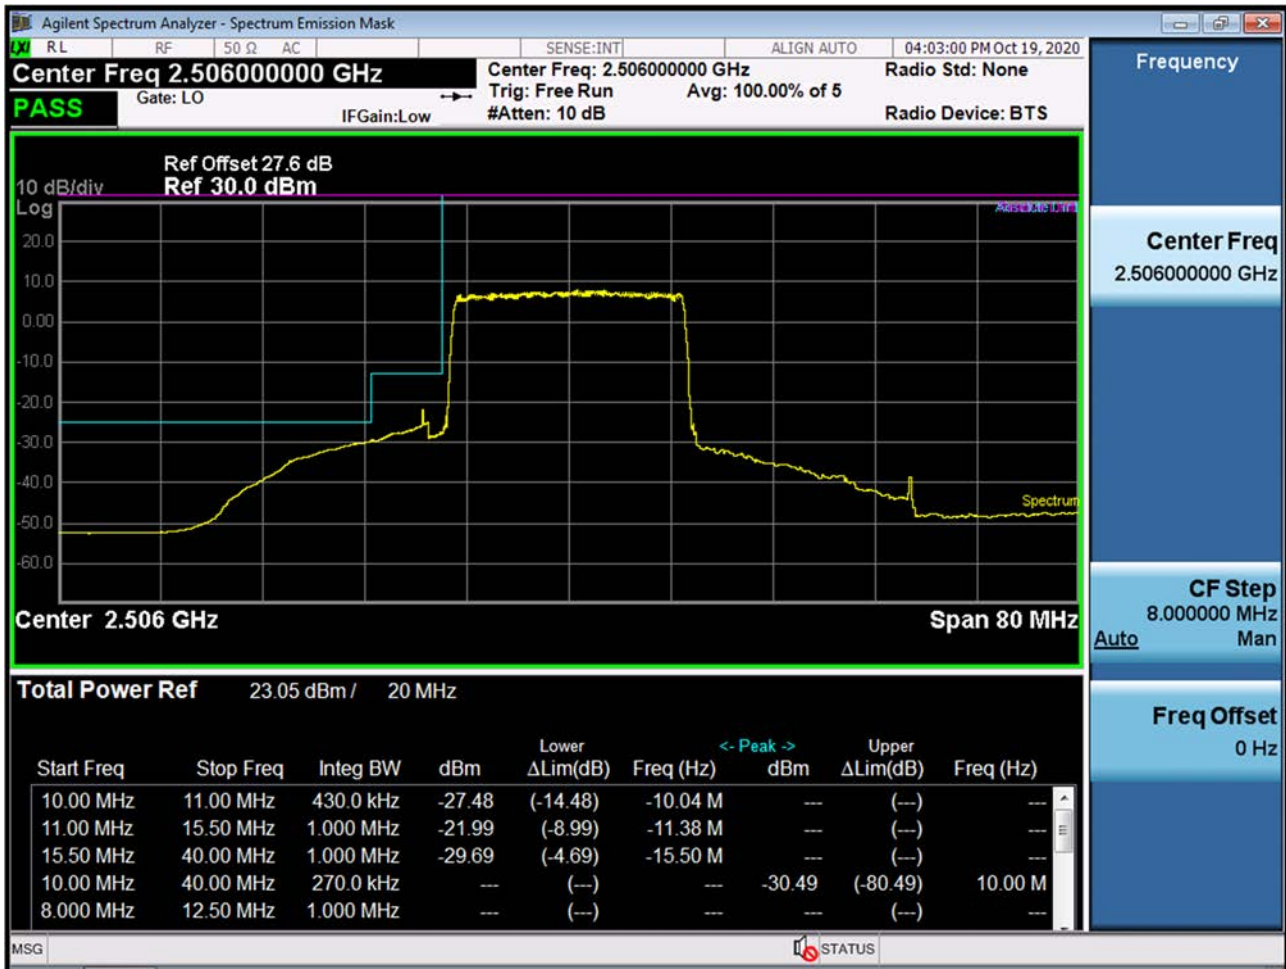 Agilent Spectrum Analyzer - Spectrum Emission Mask
LXI RL RF 50 Ω AC SENSE:INT ALIGN AUTO 04:03:00 PM Oct 19, 2020
Center Freq 2.506000000 GHz
Center Freq: 2.506000000 GHz Radio Std: None
PASS Gate: LO Trig: Free Run Avg: 100.00% of 5
IFGain:Low #Atten: 10 dB Radio Device: BTS
Ref Offset 27.6 dB
10 dB/div Ref 30.0 dBm
Log
20.0
10.0
0.00
-10.0
-20.0
-30.0
-40.0
-50.0
-60.0
Spectrum
Center 2.506 GHz Span 80 MHz
Total Power Ref 23.05 dBm / 20 MHz
Lower <- Peak -> Upper
Start Freq Stop Freq Integ BW dBm ΔLim(dB) Freq (Hz) dBm ΔLim(dB) Freq (Hz)
10.00 MHz 11.00 MHz 430.0 kHz -27.48 (-14.48) -10.04 M --- (---) ---
11.00 MHz 15.50 MHz 1.000 MHz -21.99 (-8.99) -11.38 M --- (---) ---
15.50 MHz 40.00 MHz 1.000 MHz -29.69 (-4.69) -15.50 M --- (---) ---
10.00 MHz 40.00 MHz 270.0 kHz --- (---) --- -30.49 (-80.49) 10.00 M
8.000 MHz 12.50 MHz 1.000 MHz --- (---) --- --- (---) ---
MSG STATUS
Frequency
Center Freq
2.506000000 GHz
CF Step
8.000000 MHz
Auto Man
Freq Offset
0 Hz